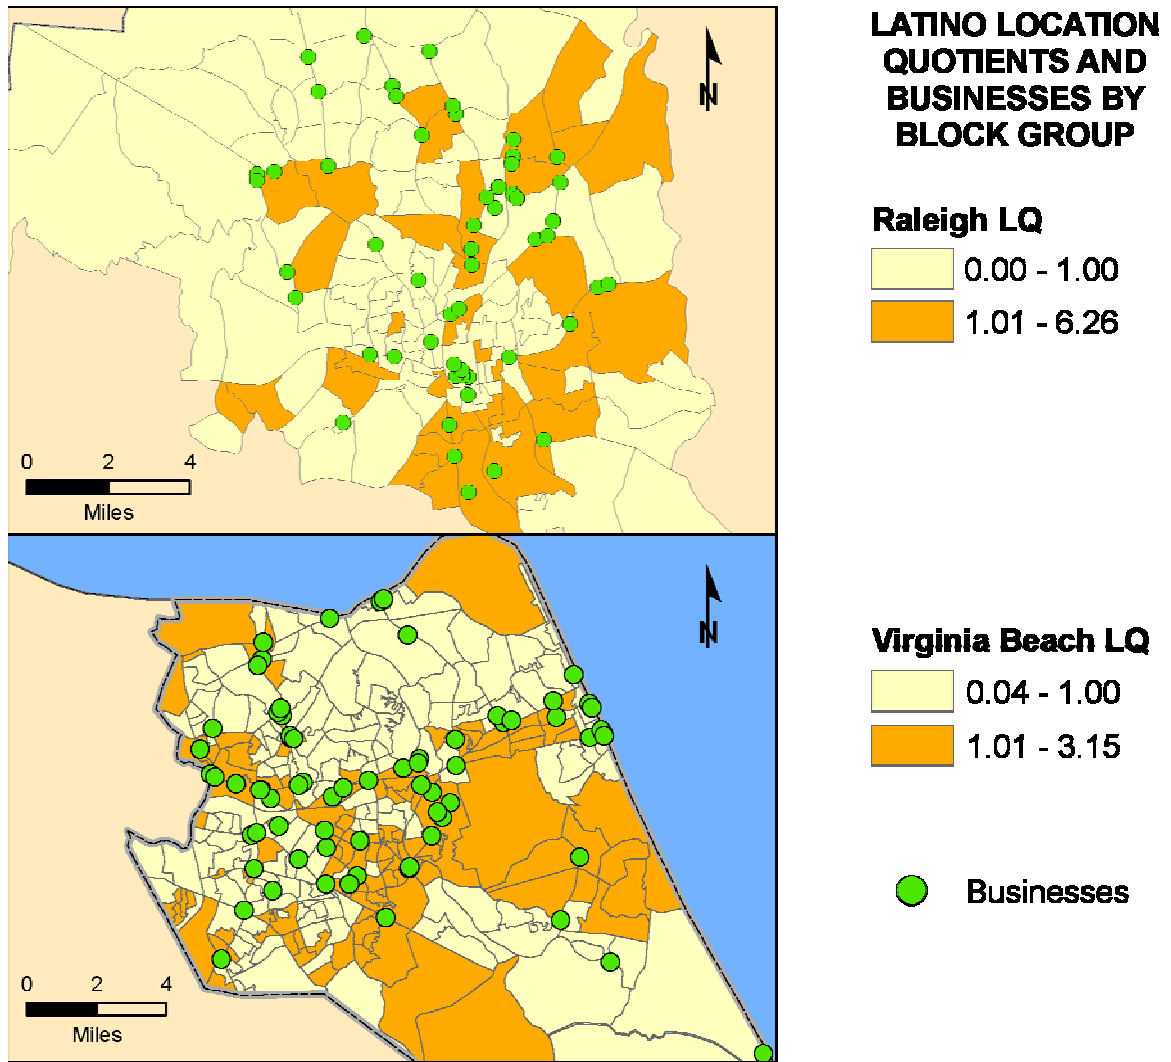 LATINO LOCATION
QUOTIENTS AND
BUSINESSES BY
BLOCK GROUP
N
Raleigh LQ
0.00 - 1.00
1.01 - 6.26
0 2 4
Miles
N
Virginia Beach LQ
0.04 - 1.00
1.01 - 3.15
Businesses
0 2 4
Miles